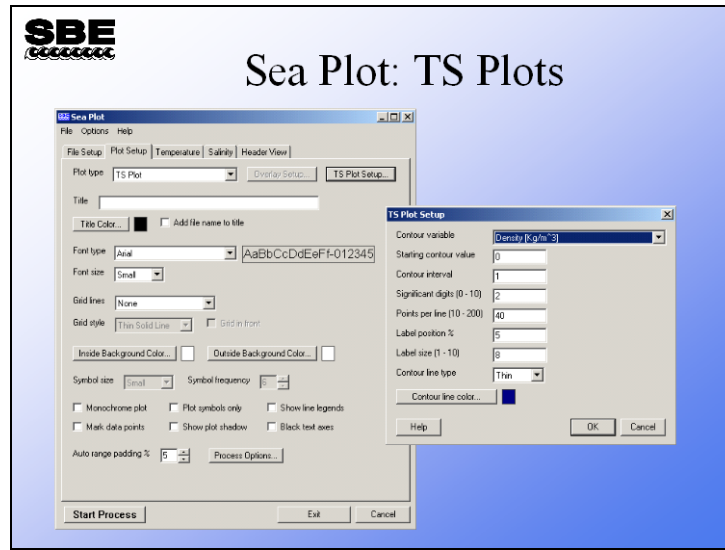 SBE
Sea Plot: TS Plots
Sea Plot
File Options Help
File Setup Plot Setup Temperature Salinity Header View
Plot type TS Plot Overlay Setup... TS Plot Setup...
Title
Title Color... Add file name to title
Font type Arial AaBbCcDdEeFf-012345
Font size Small
Grid lines None
Grid style Thin Solid Line Grid in front
Inside Background Color... Outside Background Color...
Symbol size Small Symbol frequency 5
Monochrome plot Plot symbols only Show line legends
Mark data points Show plot shadow Black text axes
Auto range padding % 5 Process Options...
Start Process Exit Cancel
TS Plot Setup
Contour variable Density [Kg/m^3]
Starting contour value 0
Contour interval 1
Significant digits (0 - 10) 2
Points per line (10 - 200) 40
Label position % 5
Label size (1 - 10) 8
Contour line type Thin
Contour line color...
Help OK Cancel